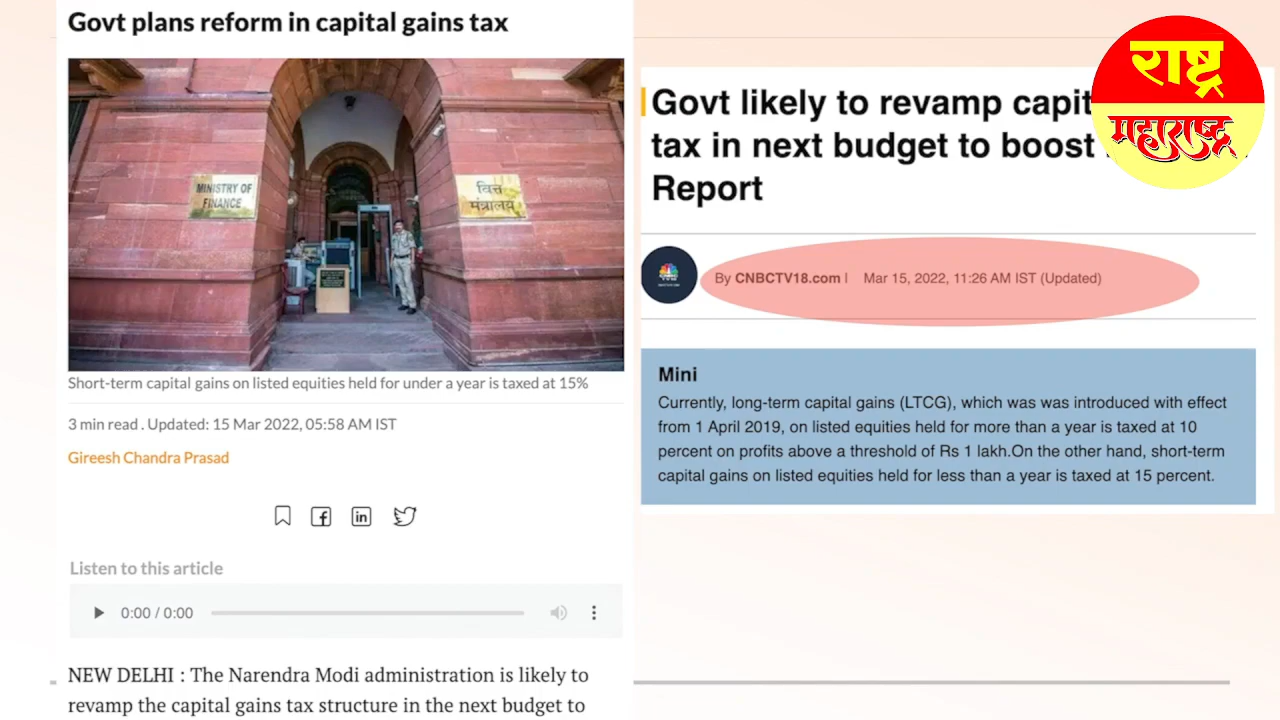 Govt plans reform in capital gains tax
MINISTRY OF
FINANCE
वित्त
मंत्रालय
Short-term capital gains on listed equities held for under a year is taxed at 15%
3 min read . Updated: 15 Mar 2022, 05:58 AM IST
Gireesh Chandra Prasad
Listen to this article
0:00 / 0:00
NEW DELHI : The Narendra Modi administration is likely to
revamp the capital gains tax structure in the next budget to
राष्ट्र
महाराष्ट्र
Govt likely to revamp
tax in next budget to boost
Report
By CNBCTV18.com | Mar 15, 2022, 11:26 AM IST (Updated)
Mini
Currently, long-term capital gains (LTCG), which was was introduced with effect
from 1 April 2019, on listed equities held for more than a year is taxed at 10
percent on profits above a threshold of Rs 1 lakh.On the other hand, short-term
capital gains on listed equities held for less than a year is taxed at 15 percent.